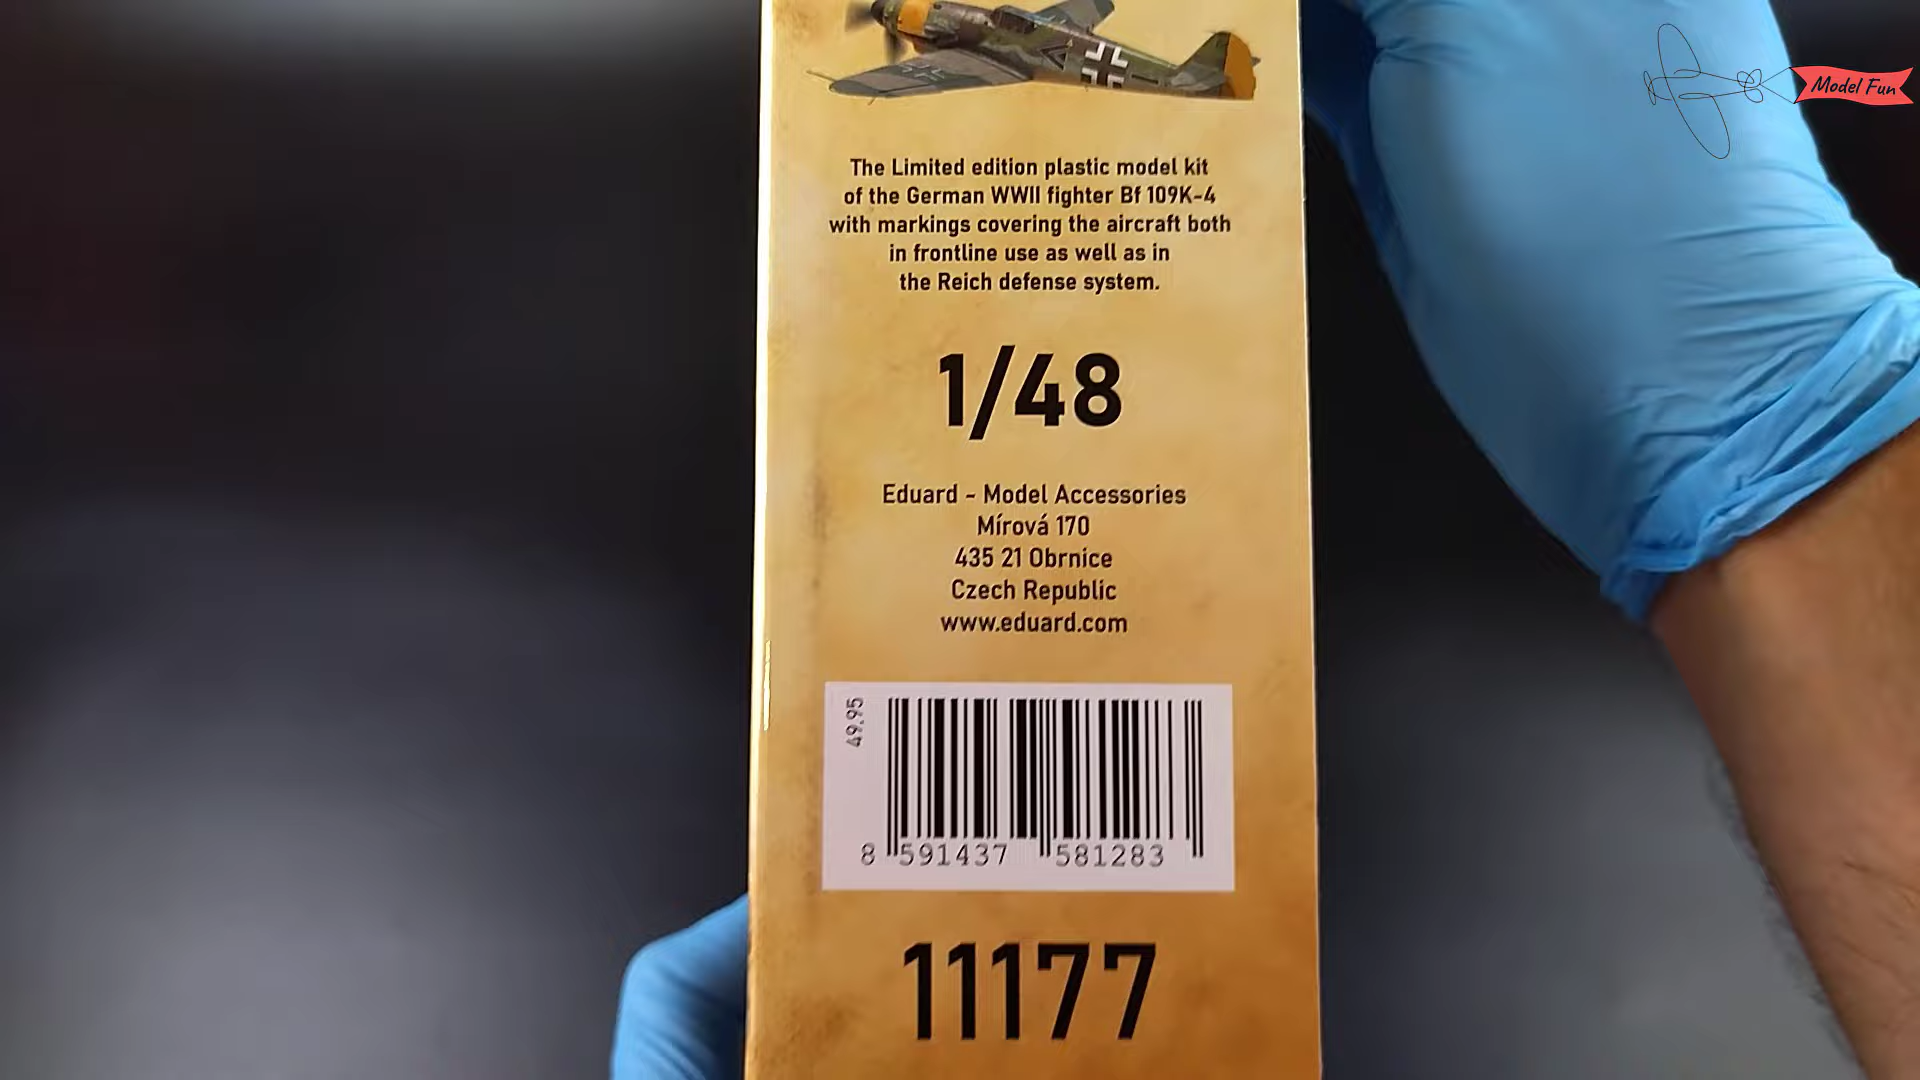 Model Fun
The Limited edition plastic model kit
of the German WWII fighter Bf 109K-4
with markings covering the aircraft both
in frontline use as well as in
the Reich defense system.
1/48
Eduard - Model Accessories
Mírová 170
435 21 Obrnice
Czech Republic
www.eduard.com
49.95
8 591437 581283
11177